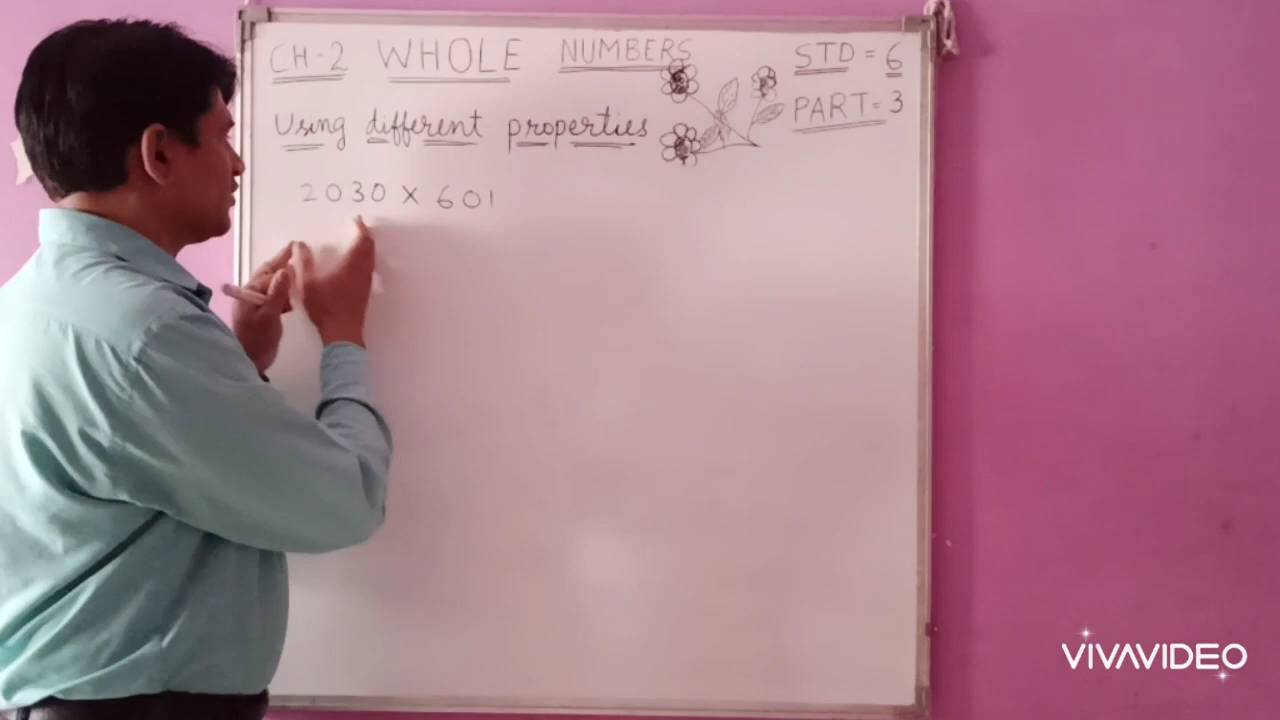 CH-2 WHOLE NUMBERS
STD = 6
PART = 3
Using different properties
2030 × 601
VIVAVIDEO